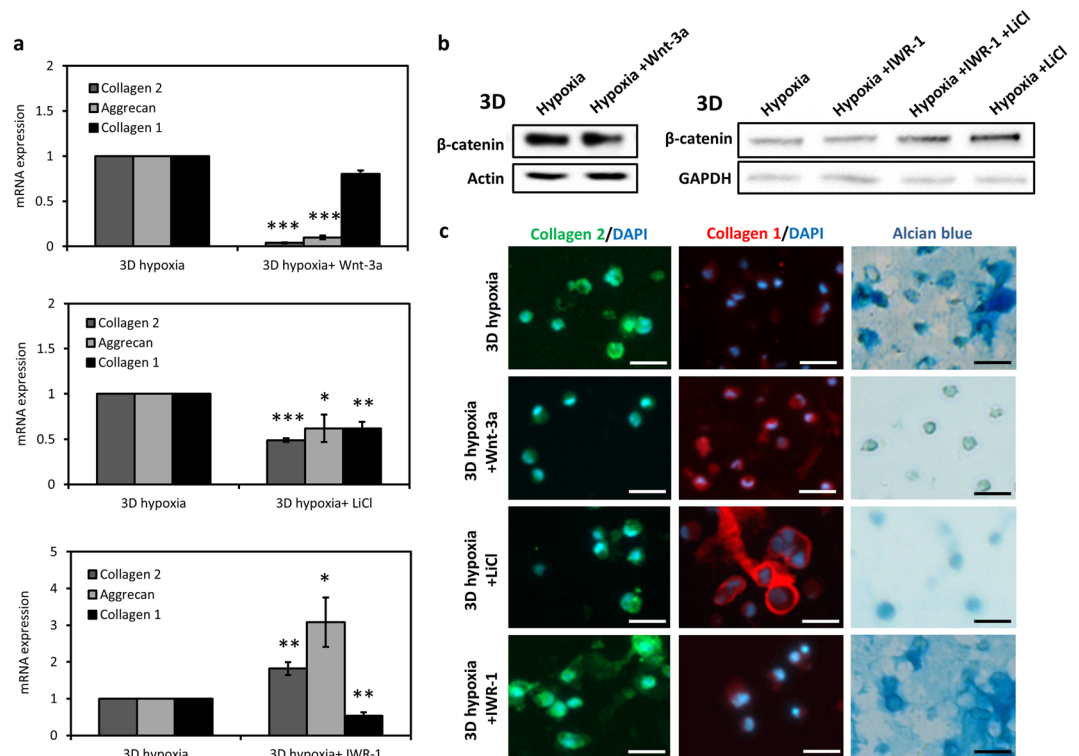 a
2
1.5
1
0.5
0
mRNA expression
Collagen 2
Aggrecan
Collagen 1
*** ***
3D hypoxia
3D hypoxia+ Wnt-3a
2
1.5
1
0.5
0
mRNA expression
Collagen 2
Aggrecan
Collagen 1
*** * **
3D hypoxia
3D hypoxia+ LiCl
5
4
3
2
1
0
mRNA expression
Collagen 2
Aggrecan
Collagen 1
** * **
3D hypoxia
3D hypoxia+ IWR-1
b
3D
Hypoxia
Hypoxia +Wnt-3a
β-catenin
Actin
3D
Hypoxia
Hypoxia +IWR-1
Hypoxia +IWR-1 +LiCl
Hypoxia +LiCl
β-catenin
GAPDH
c
Collagen 2/DAPI
Collagen 1/DAPI
Alcian blue
3D hypoxia
3D hypoxia
+Wnt-3a
3D hypoxia
+LiCl
3D hypoxia
+IWR-1